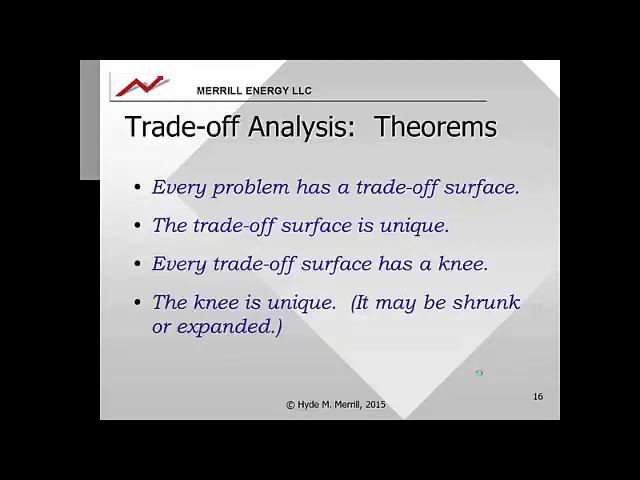 MERRILL ENERGY LLC
Trade-off Analysis:  Theorems
• Every problem has a trade-off surface.
• The trade-off surface is unique.
• Every trade-off surface has a knee.
• The knee is unique.  (It may be shrunk
or expanded.)
© Hyde M. Merrill, 2015
16